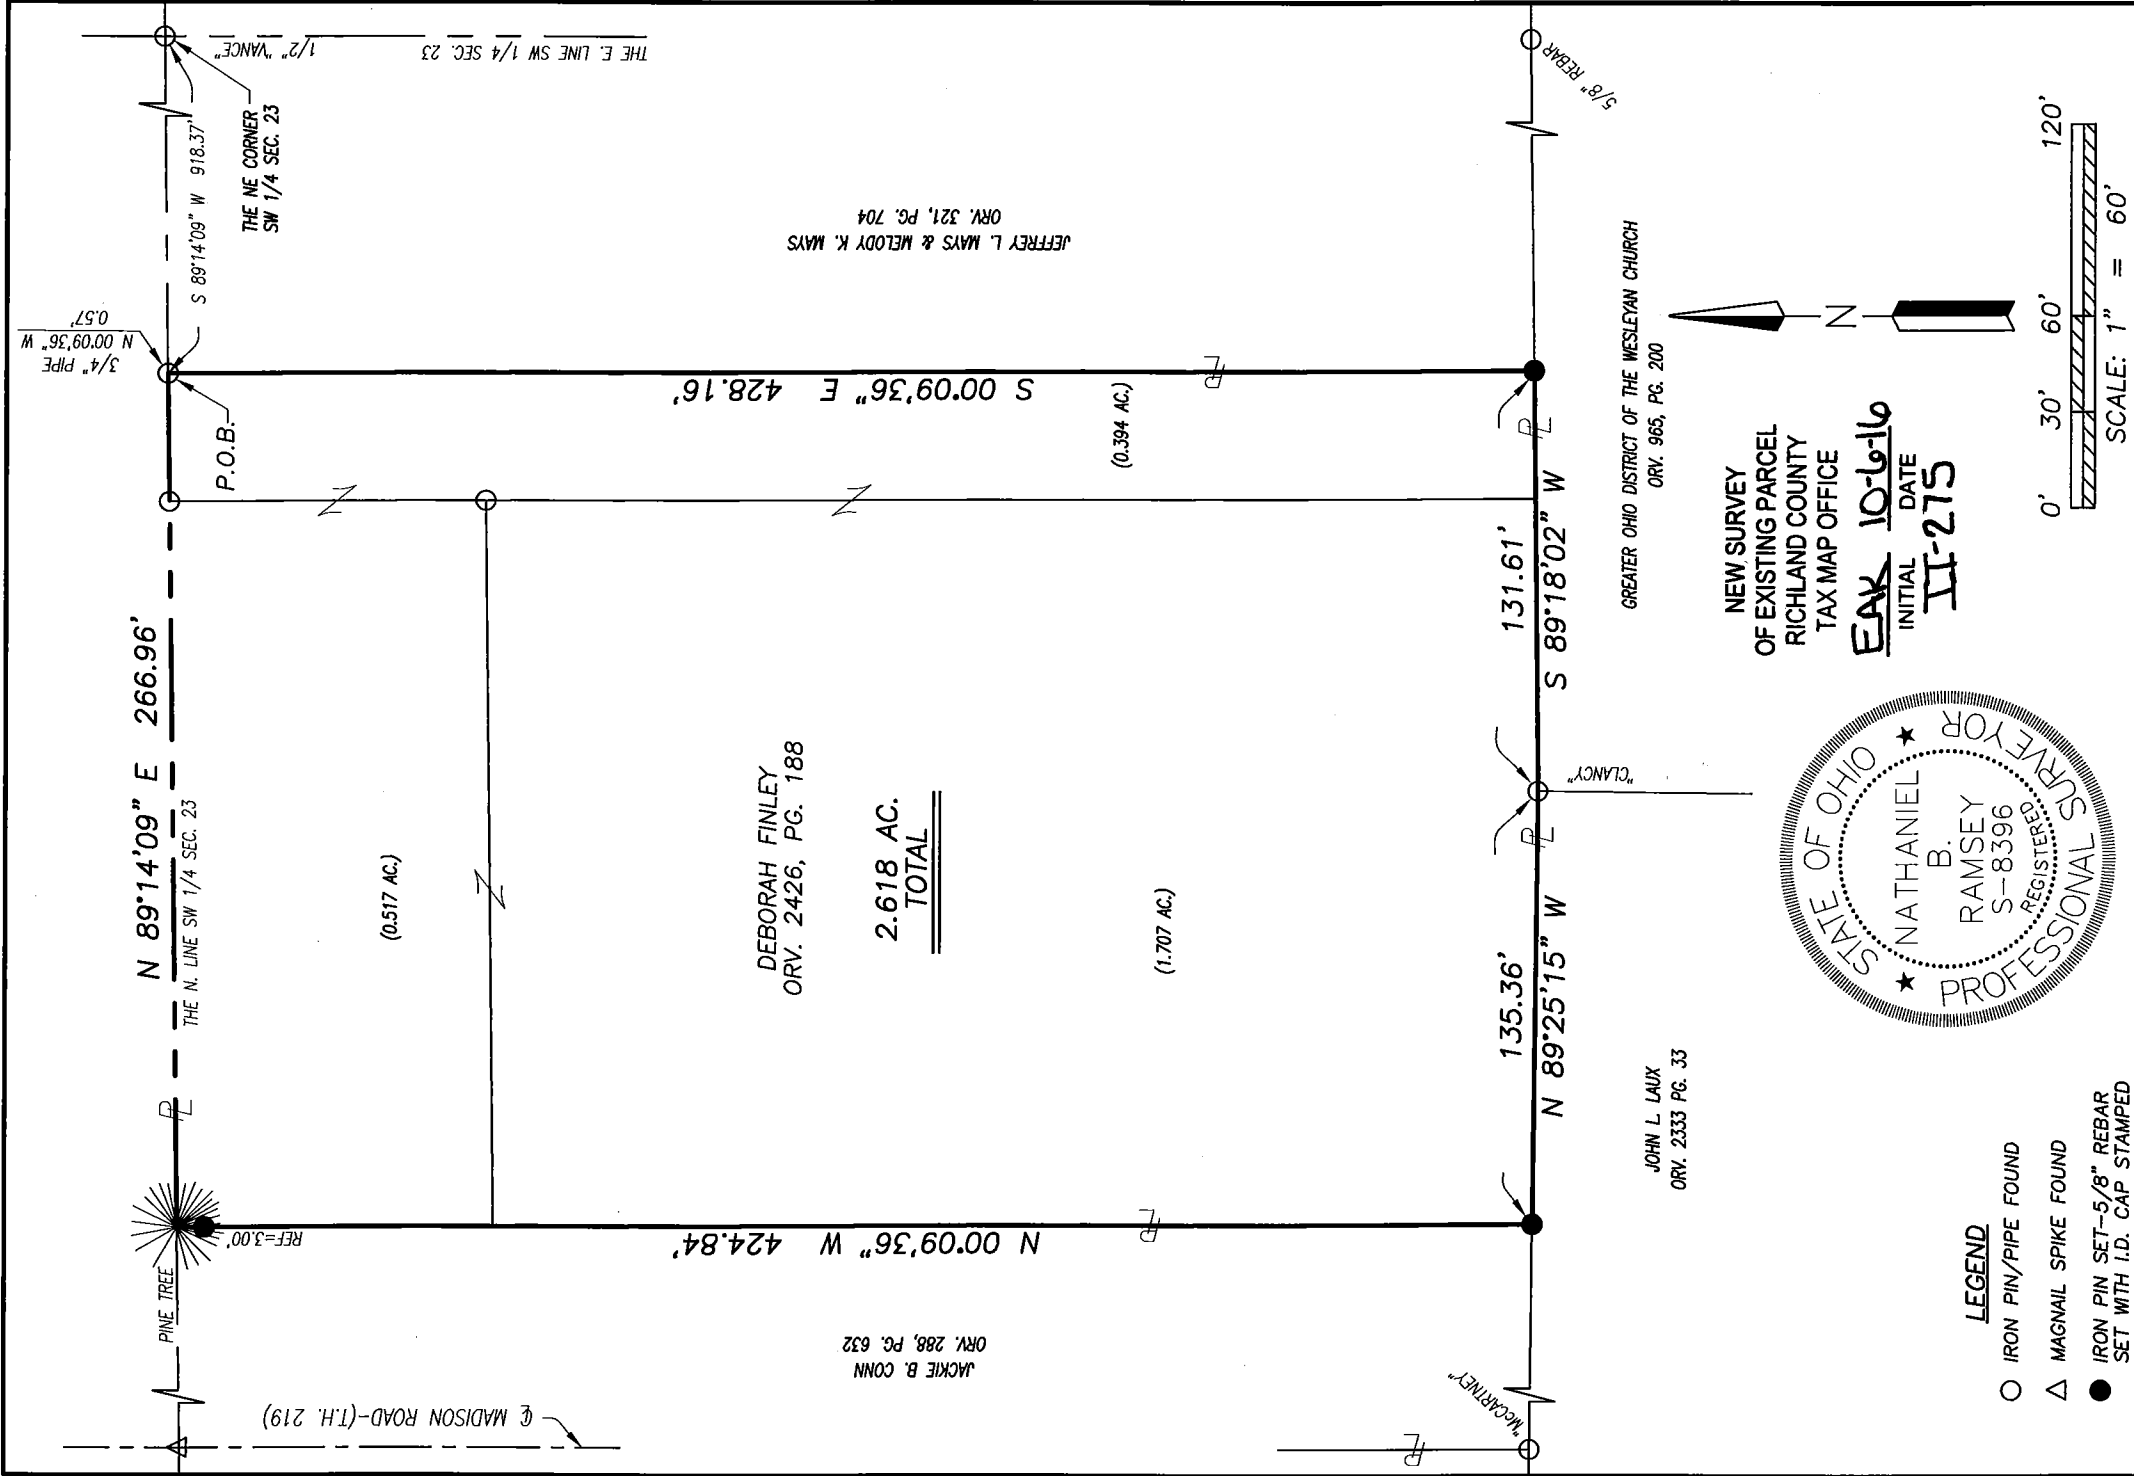 THE E. LINE SW 1/4 SEC. 23
1/2" "VANCE"
THE NE CORNER
SW 1/4 SEC. 23
S 89°14'09" W 918.37'
3/4" PIPE
N 00°09'36" W
0.57'
P.O.B.
N 89°14'09" E 266.96'
THE N. LINE SW 1/4 SEC. 23
PINE TREE
REF=3.00'
℄ MADISON ROAD-(T.H. 219)
JEFFREY L. MAYS & MELODY K. MAYS
ORV. 321, PG. 704
S 00°09'36" E 428.16'
(0.394 AC.)
(0.517 AC.)
DEBORAH FINLEY
ORV. 2426, PG. 188
2.618 AC.
TOTAL
(1.707 AC.)
N 00°09'36" W 424.84'
JACKIE B. CONN
ORV. 288, PG. 632
5/8" REBAR
131.61'
S 89°18'02" W
135.36'
N 89°25'15" W
"CLANCY"
"McCARTNEY"
GREATER OHIO DISTRICT OF THE WESLEYAN CHURCH
ORV. 965, PG. 200
JOHN L LAUX
ORV. 2333 PG. 33
N
NEW SURVEY
OF EXISTING PARCEL
RICHLAND COUNTY
TAX MAP OFFICE
EAK 10-6-16
INITIAL DATE
II-275
STATE OF OHIO
NATHANIEL
B.
RAMSEY
S-8396
REGISTERED
PROFESSIONAL SURVEYOR
0' 30' 60' 120'
SCALE: 1" = 60'
LEGEND
IRON PIN/PIPE FOUND
MAGNAIL SPIKE FOUND
IRON PIN SET-5/8" REBAR
SET WITH I.D. CAP STAMPED